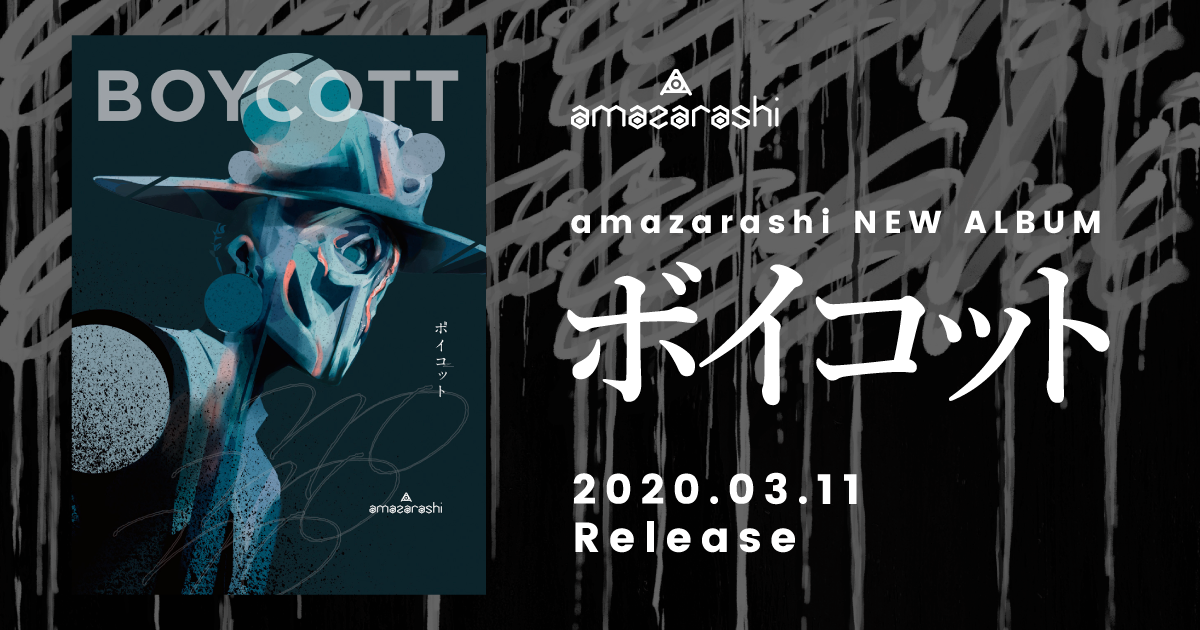 BOYCOTT
ボイコット
amazarashi
amazarashi
amazarashi NEW ALBUM
ボイコット
2020.03.11
Release